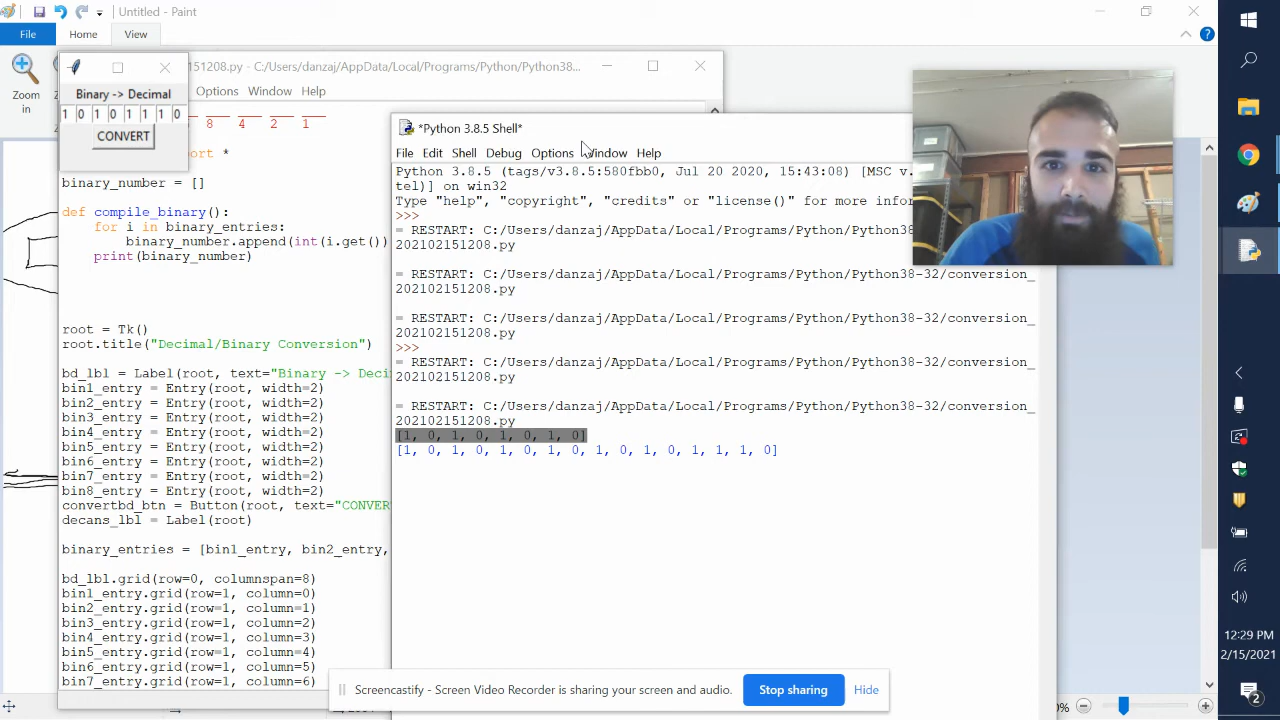 Untitled - Paint
File
Home
View
Zoom
in
151208.py - C:/Users/danzaj/AppData/Local/Programs/Python/Python38...
Options
Window
Help
Binary -> Decimal
1 0 1 0 1 1 1 0
CONVERT
8 4 2 1
port *
binary_number = []
def compile_binary():
for i in binary_entries:
binary_number.append(int(i.get())
print(binary_number)
root = Tk()
root.title("Decimal/Binary Conversion")
bd_lbl = Label(root, text="Binary -> Deci
bin1_entry = Entry(root, width=2)
bin2_entry = Entry(root, width=2)
bin3_entry = Entry(root, width=2)
bin4_entry = Entry(root, width=2)
bin5_entry = Entry(root, width=2)
bin6_entry = Entry(root, width=2)
bin7_entry = Entry(root, width=2)
bin8_entry = Entry(root, width=2)
convertbd_btn = Button(root, text="CONVER
decans_lbl = Label(root)
binary_entries = [bin1_entry, bin2_entry,
bd_lbl.grid(row=0, columnspan=8)
bin1_entry.grid(row=1, column=0)
bin2_entry.grid(row=1, column=1)
bin3_entry.grid(row=1, column=2)
bin4_entry.grid(row=1, column=3)
bin5_entry.grid(row=1, column=4)
bin6_entry.grid(row=1, column=5)
bin7_entry.grid(row=1, column=6)
*Python 3.8.5 Shell*
File Edit Shell Debug Options Window Help
Python 3.8.5 (tags/v3.8.5:580fbb0, Jul 20 2020, 15:43:08) [MSC v.
tel)] on win32
Type "help", "copyright", "credits" or "license()" for more infor
>>>
= RESTART: C:/Users/danzaj/AppData/Local/Programs/Python/Python
202102151208.py
= RESTART: C:/Users/danzaj/AppData/Local/Programs/Python/Python38-32/conversion_
202102151208.py
= RESTART: C:/Users/danzaj/AppData/Local/Programs/Python/Python38-32/conversion_
202102151208.py
>>>
= RESTART: C:/Users/danzaj/AppData/Local/Programs/Python/Python38-32/conversion_
202102151208.py
= RESTART: C:/Users/danzaj/AppData/Local/Programs/Python/Python38-32/conversion_
202102151208.py
[1, 0, 1, 0, 1, 0, 1, 0]
[1, 0, 1, 0, 1, 0, 1, 0, 1, 0, 1, 0, 1, 1, 1, 0]
Screencastify - Screen Video Recorder is sharing your screen and audio.
Stop sharing
Hide
12:29 PM
2/15/2021
2